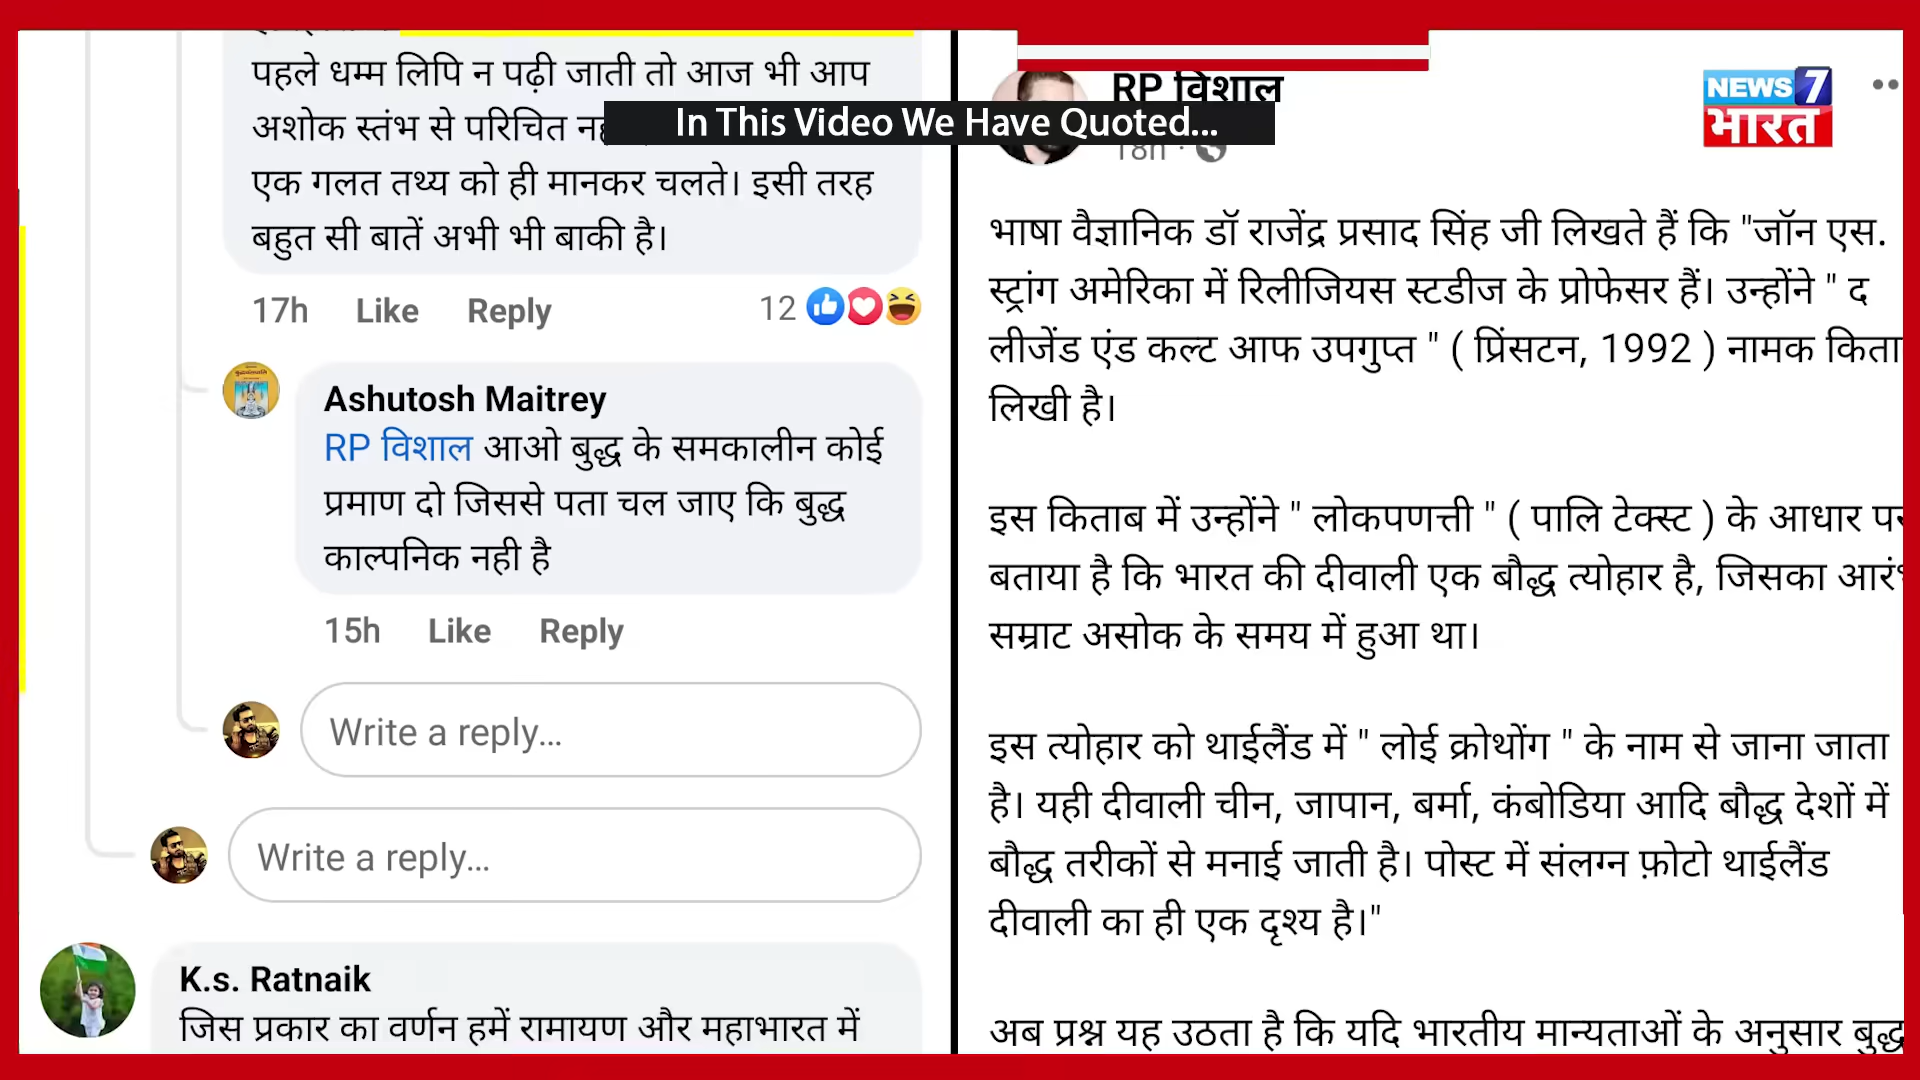 पहले धम्म लिपि न पढ़ी जाती तो आज भी आप
अशोक स्तंभ से परिचित
एक गलत तथ्य को ही मानकर चलते। इसी तरह
बहुत सी बातें अभी भी बाकी है।
17h Like Reply 12
Ashutosh Maitrey
RP विशाल आओ बुद्ध के समकालीन कोई
प्रमाण दो जिससे पता चल जाए कि बुद्ध
काल्पनिक नही है
15h Like Reply
Write a reply...
Write a reply...
K.s. Ratnaik
जिस प्रकार का वर्णन हमें रामायण और महाभारत में
In This Video We Have Quoted...
RP विशाल
18h
NEWS 7
भारत
भाषा वैज्ञानिक डॉ राजेंद्र प्रसाद सिंह जी लिखते हैं कि "जॉन एस.
स्ट्रांग अमेरिका में रिलीजियस स्टडीज के प्रोफेसर हैं। उन्होंने " द
लीजेंड एंड कल्ट आफ उपगुप्त " ( प्रिंसटन, 1992 ) नामक किता
लिखी है।
इस किताब में उन्होंने " लोकपणत्ती " ( पालि टेक्स्ट ) के आधार
बताया है कि भारत की दीवाली एक बौद्ध त्योहार है, जिसका
सम्राट असोक के समय में हुआ था।
इस त्योहार को थाईलैंड में " लोई क्रोथोंग " के नाम से जाना जाता
है। यही दीवाली चीन, जापान, बर्मा, कंबोडिया आदि बौद्ध देशों में
बौद्ध तरीकों से मनाई जाती है। पोस्ट में संलग्न फ़ोटो थाईलैंड
दीवाली का ही एक दृश्य है।"
अब प्रश्न यह उठता है कि यदि भारतीय मान्यताओं के अनुसार बुद्ध